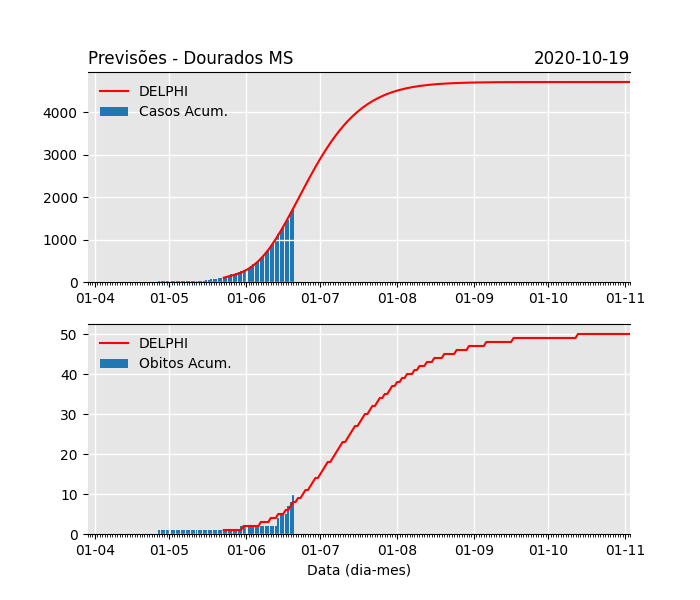 Previsões - Dourados MS 2020-10-19
DELPHI
Casos Acum.
4000
3000
2000
1000
0
01-04 01-05 01-06 01-07 01-08 01-09 01-10 01-11
DELPHI
Obitos Acum.
50
40
30
20
10
0
01-04 01-05 01-06 01-07 01-08 01-09 01-10 01-11
Data (dia-mes)